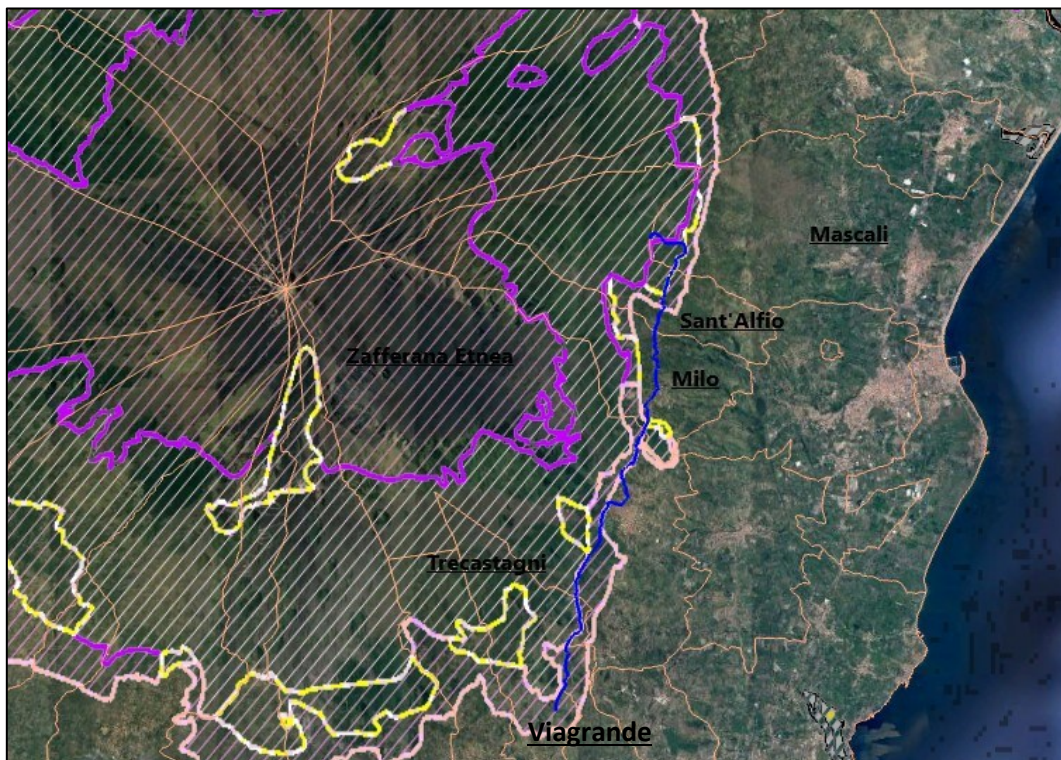 Mascali
Sant'Alfio
Zafferana Etnea
Milo
Trecastagni
Viagrande